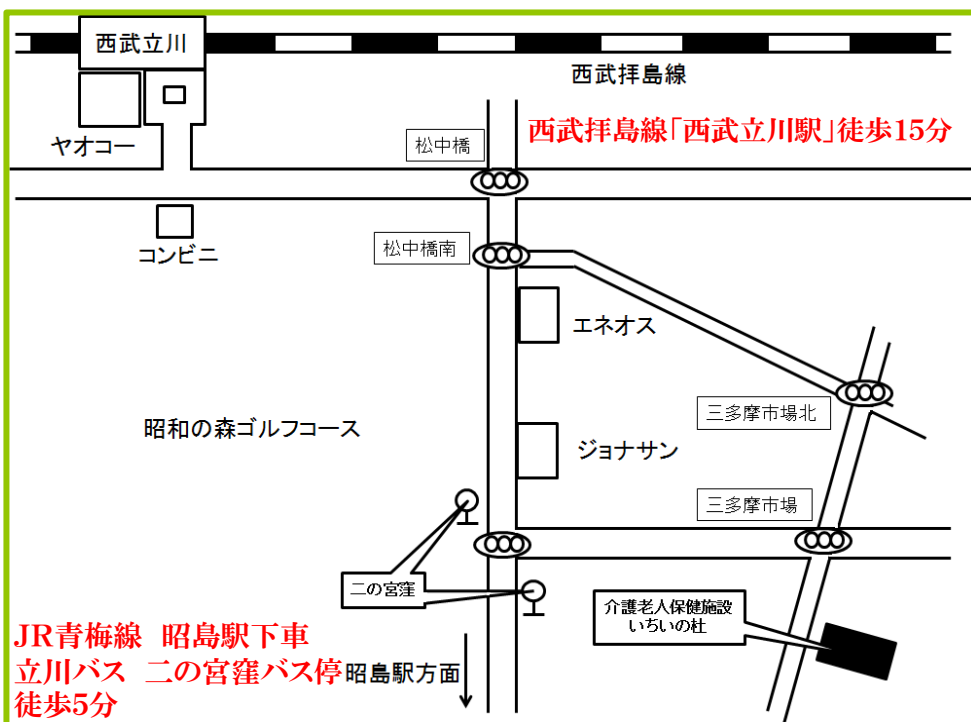 西武立川
西武拝島線
西武拝島線「西武立川駅」徒歩15分
ヤオコー
松中橋
コンビニ
松中橋南
エネオス
三多摩市場北
昭和の森ゴルフコース
ジョナサン
三多摩市場
二の宮窪
介護老人保健施設
いちいの杜
JR青梅線 昭島駅下車
立川バス 二の宮窪バス停
徒歩5分
昭島駅方面